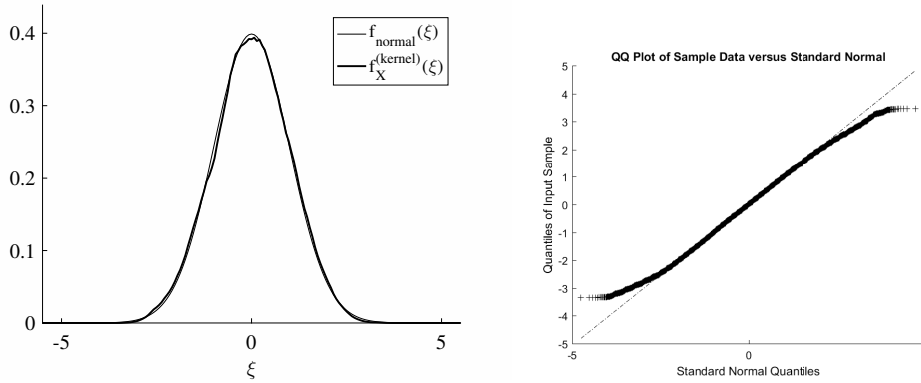 0.4
0.3
0.2
0.1
0
-5 0 5
ξ
f_normal(ξ)
f_X^(kernel)(ξ)
QQ Plot of Sample Data versus Standard Normal
5
4
3
2
1
0
-1
-2
-3
-4
-5
-5 0
Quantiles of Input Sample
Standard Normal Quantiles